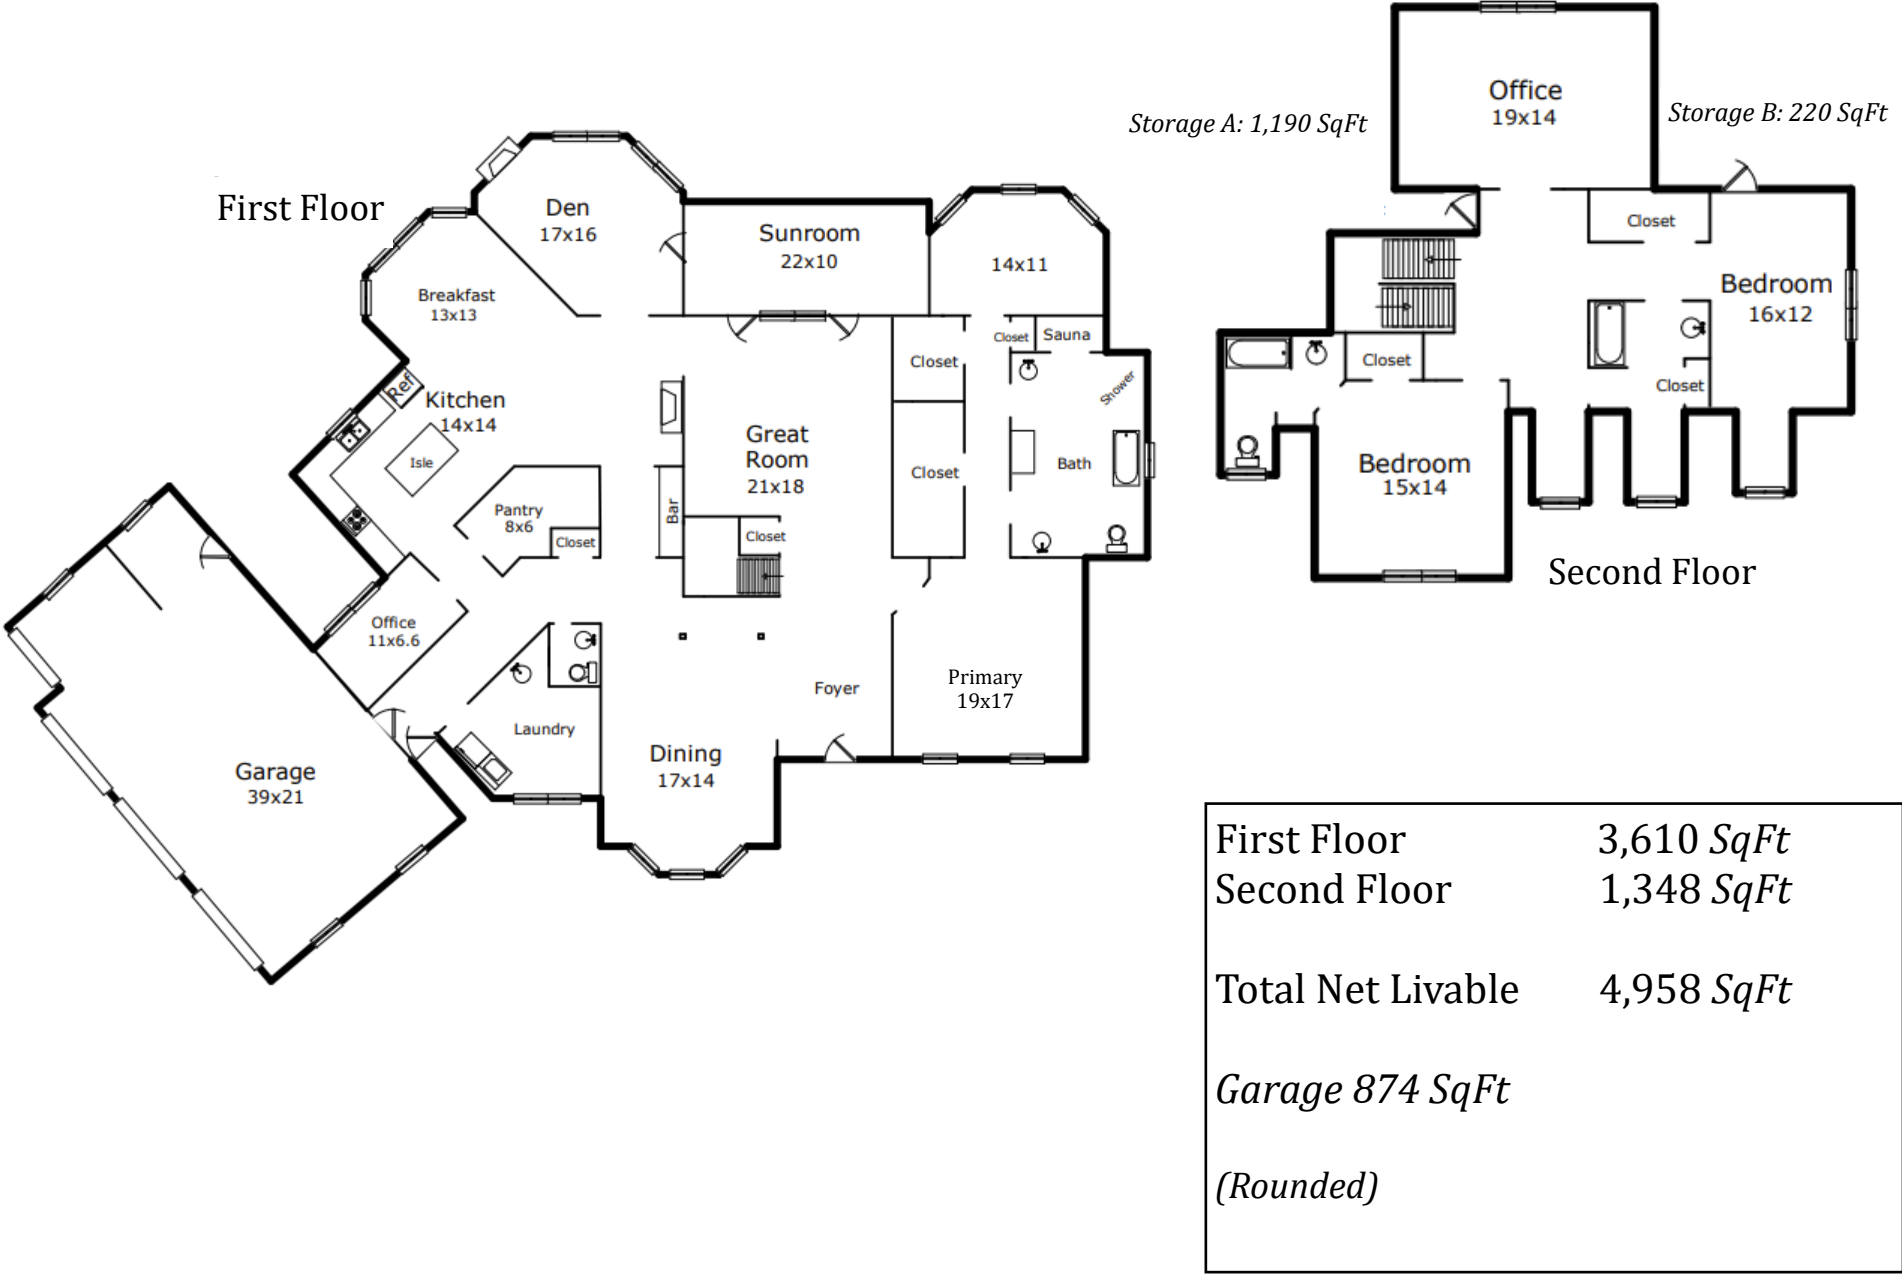 First Floor
Den
17x16
Sunroom
22x10
14x11
Breakfast
13x13
Closet
Sauna
Closet
Ref
Kitchen
14x14
Shower
Great
Room
21x18
Isle
Closet
Bath
Pantry
8x6
Bar
Closet
Closet
Office
11x6.6
Primary
19x17
Foyer
Laundry
Dining
17x14
Garage
39x21
Storage A: 1,190 SqFt
Office
19x14
Storage B: 220 SqFt
Closet
Bedroom
16x12
Closet
Closet
Bedroom
15x14
Second Floor
First Floor 3,610 SqFt
Second Floor 1,348 SqFt
Total Net Livable 4,958 SqFt
Garage 874 SqFt
(Rounded)